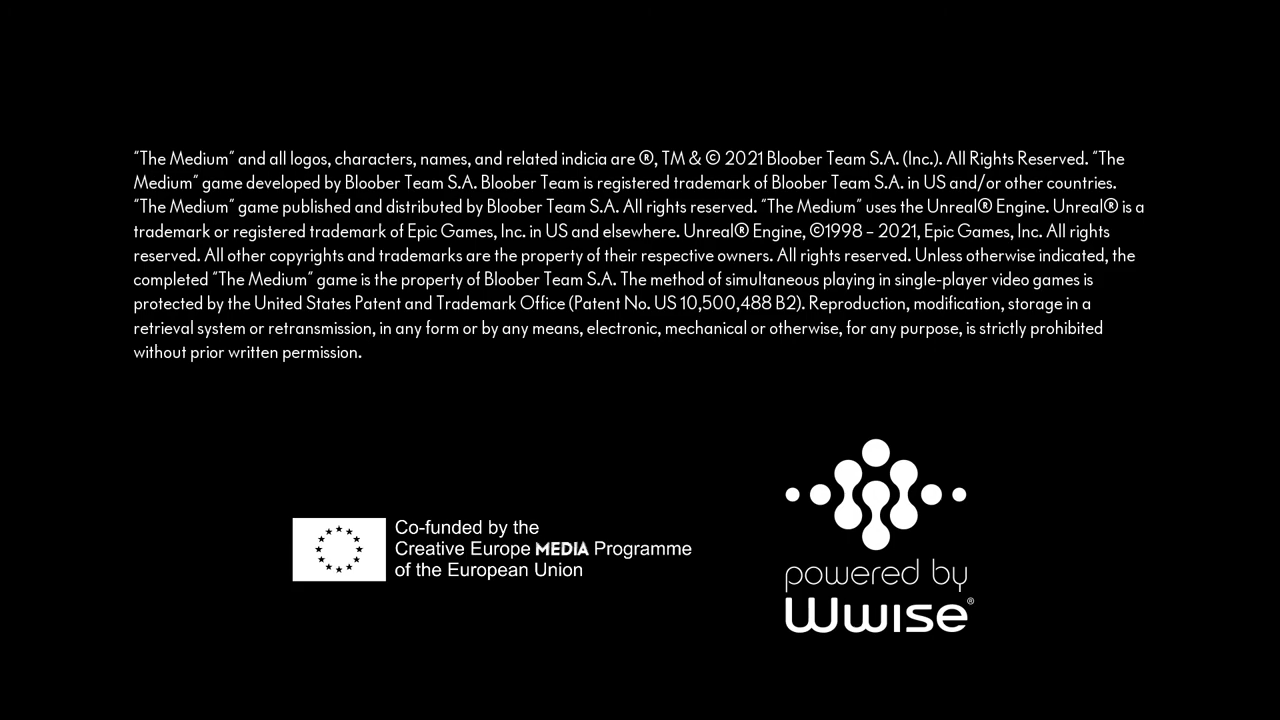 "The Medium" and all logos, characters, names, and related indicia are ®, TM & © 2021 Bloober Team S.A. (Inc.). All Rights Reserved. "The
Medium" game developed by Bloober Team S.A. Bloober Team is registered trademark of Bloober Team S.A. in US and/or other countries.
"The Medium" game published and distributed by Bloober Team S.A. All rights reserved. "The Medium" uses the Unreal® Engine. Unreal® is a
trademark or registered trademark of Epic Games, Inc. in US and elsewhere. Unreal® Engine, ©1998 – 2021, Epic Games, Inc. All rights
reserved. All other copyrights and trademarks are the property of their respective owners. All rights reserved. Unless otherwise indicated, the
completed "The Medium" game is the property of Bloober Team S.A. The method of simultaneous playing in single-player video games is
protected by the United States Patent and Trademark Office (Patent No. US 10,500,488 B2). Reproduction, modification, storage in a
retrieval system or retransmission, in any form or by any means, electronic, mechanical or otherwise, for any purpose, is strictly prohibited
without prior written permission.
Co-funded by the
Creative Europe MEDIA Programme
of the European Union
powered by
Wwise®